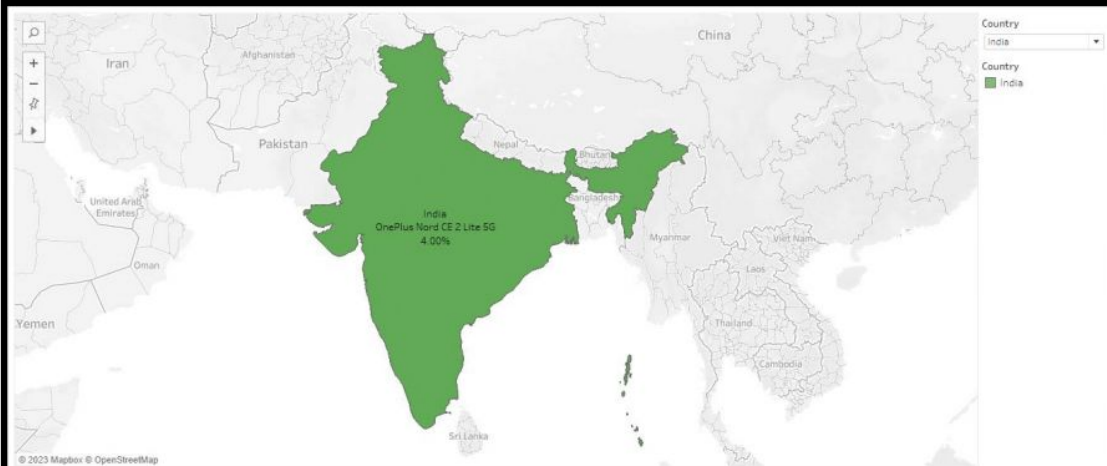 Country
India
Country
India
China
Afghanistan
Iran
Pakistan
Nepal
Bhutan
United Arab
Emirates
Bangladesh
India
OnePlus Nord CE 2 Lite 5G
4.00%
Myanmar
Viet Nam
Oman
Laos
Yemen
Thailand
Cambodia
Sri Lanka
© 2023 Mapbox © OpenStreetMap